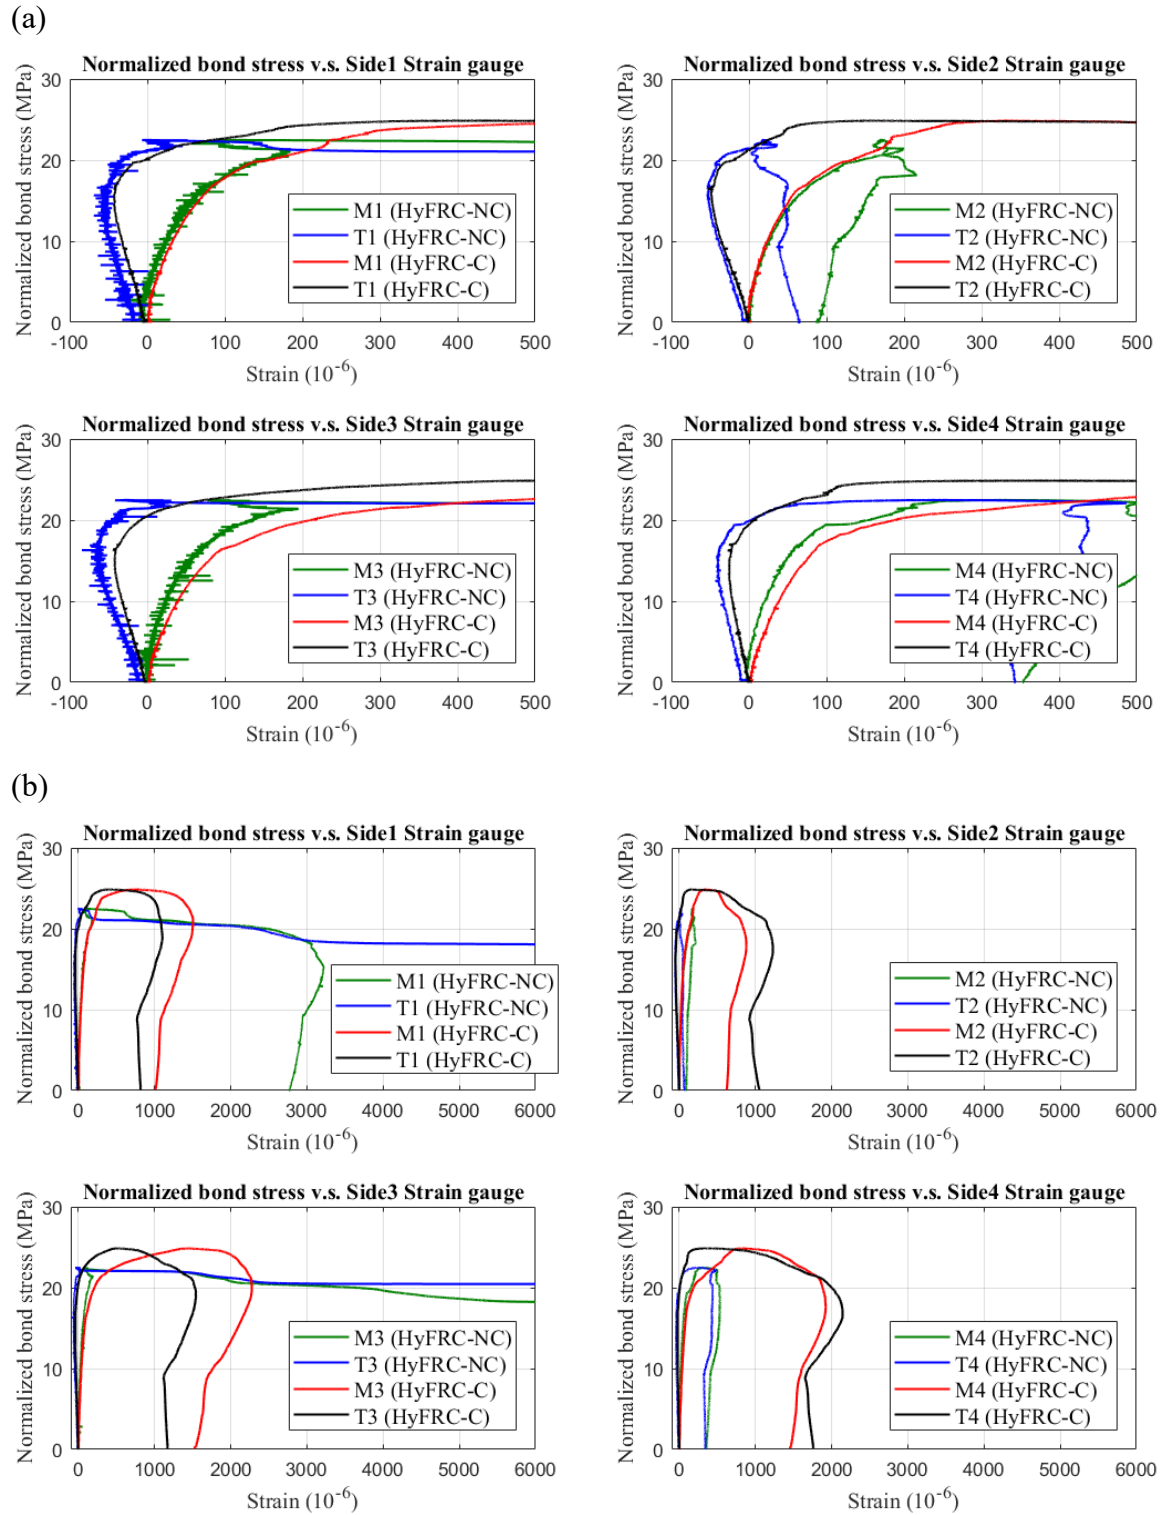 (a)
Normalized bond stress v.s. Side1 Strain gauge
Normalized bond stress (MPa)
30
20
10
0
-100 0 100 200 300 400 500
Strain (10-6)
M1 (HyFRC-NC)
T1 (HyFRC-NC)
M1 (HyFRC-C)
T1 (HyFRC-C)
Normalized bond stress v.s. Side2 Strain gauge
Normalized bond stress (MPa)
30
20
10
0
-100 0 100 200 300 400 500
Strain (10-6)
M2 (HyFRC-NC)
T2 (HyFRC-NC)
M2 (HyFRC-C)
T2 (HyFRC-C)
Normalized bond stress v.s. Side3 Strain gauge
Normalized bond stress (MPa)
30
20
10
0
-100 0 100 200 300 400 500
Strain (10-6)
M3 (HyFRC-NC)
T3 (HyFRC-NC)
M3 (HyFRC-C)
T3 (HyFRC-C)
Normalized bond stress v.s. Side4 Strain gauge
Normalized bond stress (MPa)
30
20
10
0
-100 0 100 200 300 400 500
Strain (10-6)
M4 (HyFRC-NC)
T4 (HyFRC-NC)
M4 (HyFRC-C)
T4 (HyFRC-C)
(b)
Normalized bond stress v.s. Side1 Strain gauge
Normalized bond stress (MPa)
30
20
10
0
0 1000 2000 3000 4000 5000 6000
Strain (10-6)
M1 (HyFRC-NC)
T1 (HyFRC-NC)
M1 (HyFRC-C)
T1 (HyFRC-C)
Normalized bond stress v.s. Side2 Strain gauge
Normalized bond stress (MPa)
30
20
10
0
0 1000 2000 3000 4000 5000 6000
Strain (10-6)
M2 (HyFRC-NC)
T2 (HyFRC-NC)
M2 (HyFRC-C)
T2 (HyFRC-C)
Normalized bond stress v.s. Side3 Strain gauge
Normalized bond stress (MPa)
30
20
10
0
0 1000 2000 3000 4000 5000 6000
Strain (10-6)
M3 (HyFRC-NC)
T3 (HyFRC-NC)
M3 (HyFRC-C)
T3 (HyFRC-C)
Normalized bond stress v.s. Side4 Strain gauge
Normalized bond stress (MPa)
30
20
10
0
0 1000 2000 3000 4000 5000 6000
Strain (10-6)
M4 (HyFRC-NC)
T4 (HyFRC-NC)
M4 (HyFRC-C)
T4 (HyFRC-C)